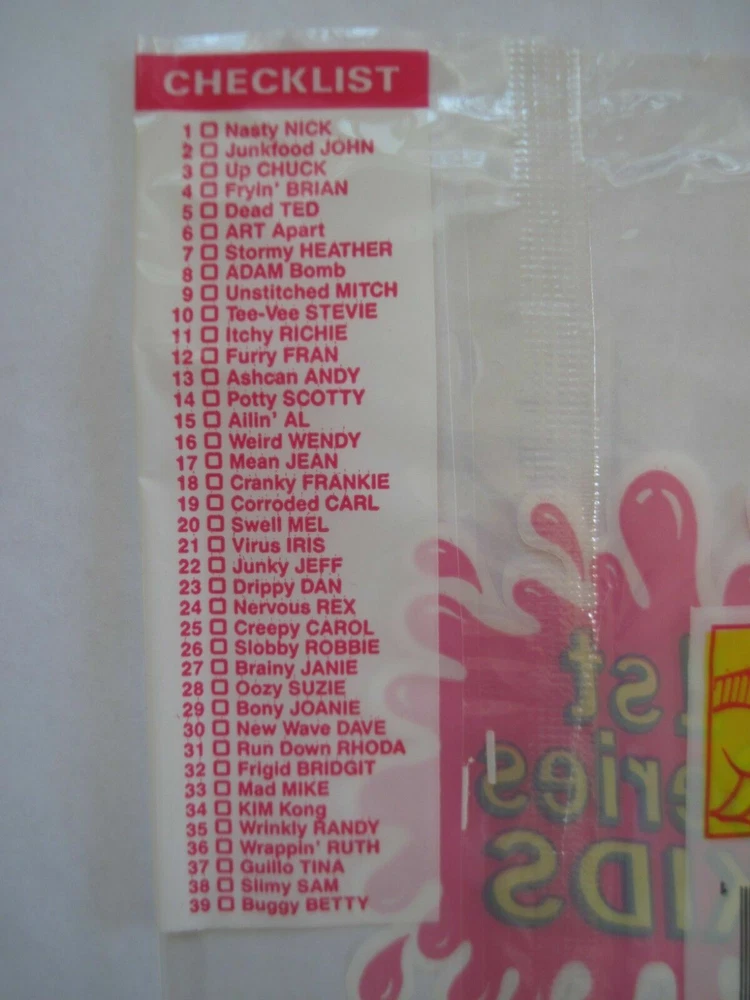 CHECKLIST
1 Nasty NICK
2 Junkfood JOHN
3 Up CHUCK
4 Fryin' BRIAN
5 Dead TED
6 ART Apart
7 Stormy HEATHER
8 ADAM Bomb
9 Unstitched MITCH
10 Tee-Vee STEVIE
11 Itchy RICHIE
12 Furry FRAN
13 Ashcan ANDY
14 Potty SCOTTY
15 Ailin' AL
16 Weird WENDY
17 Mean JEAN
18 Cranky FRANKIE
19 Corroded CARL
20 Swell MEL
21 Virus IRIS
22 Junky JEFF
23 Drippy DAN
24 Nervous REX
25 Creepy CAROL
26 Slobby ROBBIE
27 Brainy JANIE
28 Oozy SUZIE
29 Bony JOANIE
30 New Wave DAVE
31 Run Down RHODA
32 Frigid BRIDGIT
33 Mad MIKE
34 KIM Kong
35 Wrinkly RANDY
36 Wrappin' RUTH
37 Guillo TINA
38 Slimy SAM
39 Buggy BETTY
1st
series
KIDS